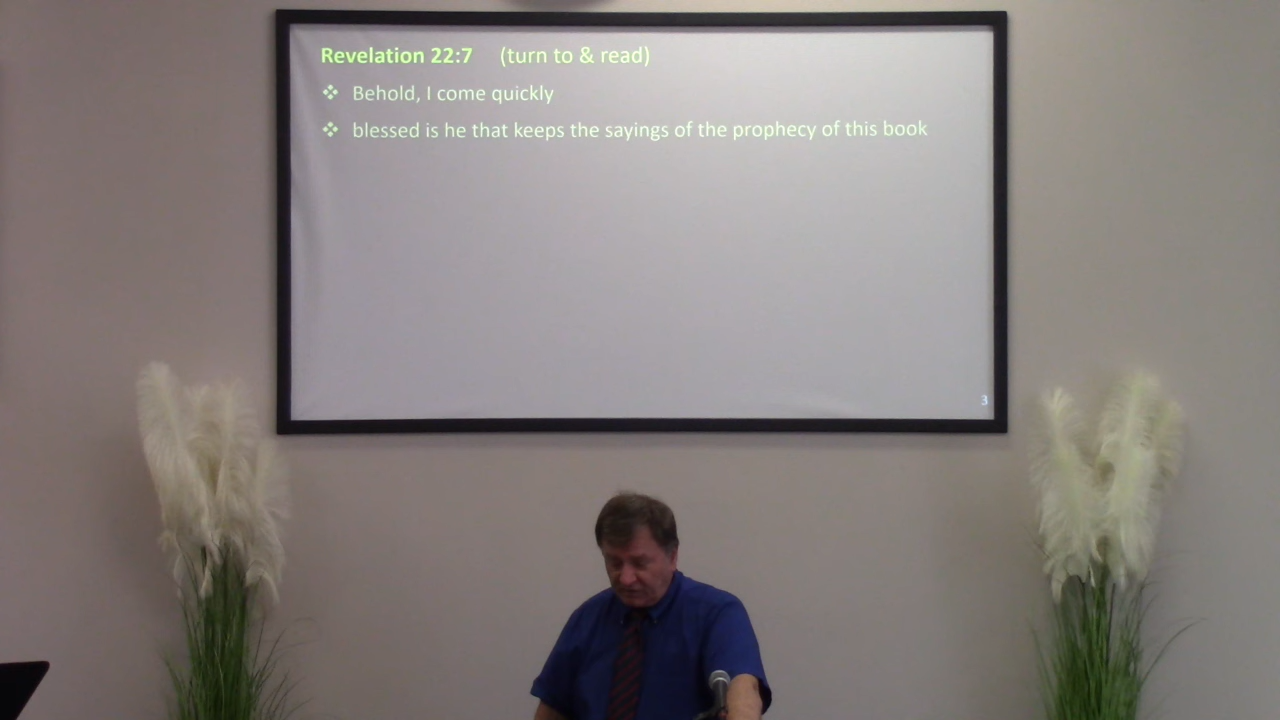 Revelation 22:7 (turn to & read)
❖ Behold, I come quickly
❖ blessed is he that keeps the sayings of the prophecy of this book
3